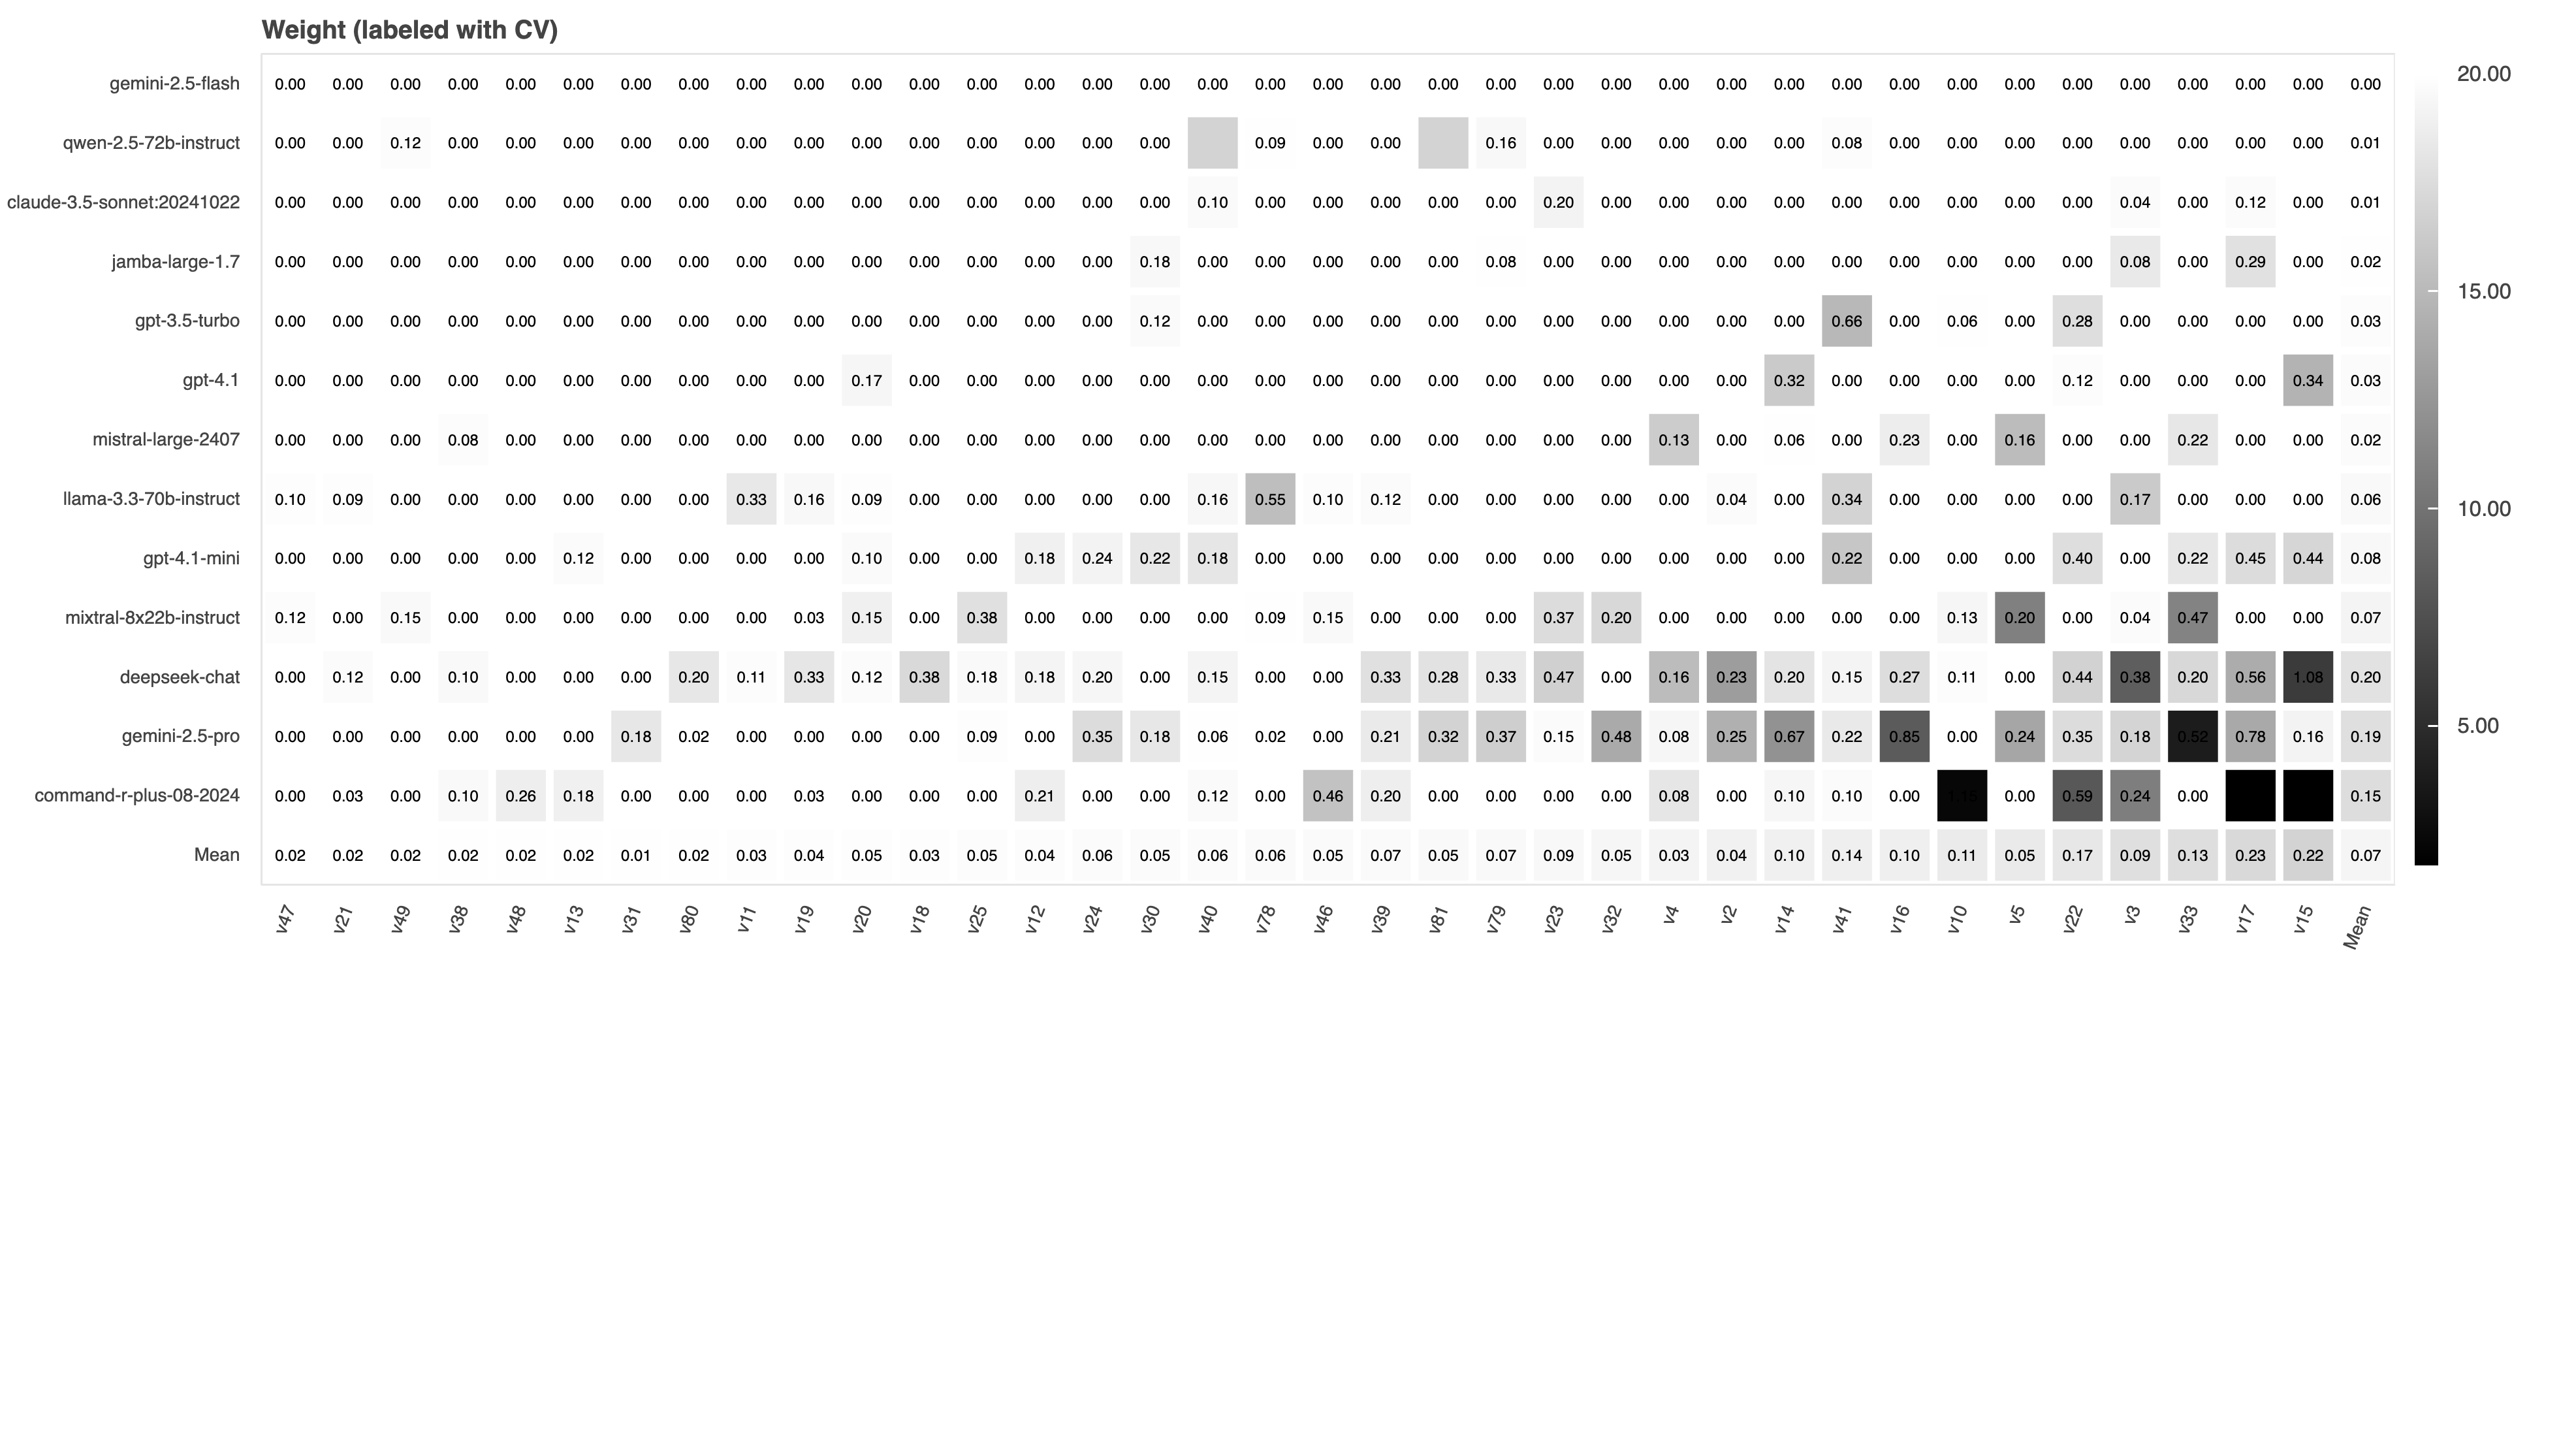 Weight (labeled with CV)
gemini-2.5-flash 0.00 0.00 0.00 0.00 0.00 0.00 0.00 0.00 0.00 0.00 0.00 0.00 0.00 0.00 0.00 0.00 0.00 0.00 0.00 0.00 0.00 0.00 0.00 0.00 0.00 0.00 0.00 0.00 0.00 0.00 0.00 0.00 0.00 0.00 0.00 0.00 0.00 20.00
qwen-2.5-72b-instruct 0.00 0.00 0.12 0.00 0.00 0.00 0.00 0.00 0.00 0.00 0.00 0.00 0.00 0.00 0.00 0.00 0.09 0.00 0.00 0.16 0.00 0.00 0.00 0.00 0.00 0.08 0.00 0.00 0.00 0.00 0.00 0.00 0.00 0.00 0.01
claude-3.5-sonnet:20241022 0.00 0.00 0.00 0.00 0.00 0.00 0.00 0.00 0.00 0.00 0.00 0.00 0.00 0.00 0.00 0.00 0.10 0.00 0.00 0.00 0.00 0.00 0.20 0.00 0.00 0.00 0.00 0.00 0.00 0.00 0.00 0.00 0.04 0.00 0.12 0.00 0.01
jamba-large-1.7 0.00 0.00 0.00 0.00 0.00 0.00 0.00 0.00 0.00 0.00 0.00 0.00 0.00 0.00 0.00 0.18 0.00 0.00 0.00 0.00 0.00 0.08 0.00 0.00 0.00 0.00 0.00 0.00 0.00 0.00 0.00 0.00 0.08 0.00 0.29 0.00 0.02 15.00
gpt-3.5-turbo 0.00 0.00 0.00 0.00 0.00 0.00 0.00 0.00 0.00 0.00 0.00 0.00 0.00 0.00 0.00 0.12 0.00 0.00 0.00 0.00 0.00 0.00 0.00 0.00 0.00 0.00 0.00 0.66 0.00 0.06 0.00 0.28 0.00 0.00 0.00 0.00 0.03
gpt-4.1 0.00 0.00 0.00 0.00 0.00 0.00 0.00 0.00 0.00 0.00 0.17 0.00 0.00 0.00 0.00 0.00 0.00 0.00 0.00 0.00 0.00 0.00 0.00 0.00 0.00 0.00 0.32 0.00 0.00 0.00 0.00 0.12 0.00 0.00 0.00 0.34 0.03
mistral-large-2407 0.00 0.00 0.00 0.08 0.00 0.00 0.00 0.00 0.00 0.00 0.00 0.00 0.00 0.00 0.00 0.00 0.00 0.00 0.00 0.00 0.00 0.00 0.00 0.00 0.13 0.00 0.06 0.00 0.23 0.00 0.16 0.00 0.00 0.22 0.00 0.00 0.02
llama-3.3-70b-instruct 0.10 0.09 0.00 0.00 0.00 0.00 0.00 0.00 0.33 0.16 0.09 0.00 0.00 0.00 0.00 0.00 0.16 0.55 0.10 0.12 0.00 0.00 0.00 0.00 0.00 0.04 0.00 0.34 0.00 0.00 0.00 0.00 0.17 0.00 0.00 0.00 0.06 10.00
gpt-4.1-mini 0.00 0.00 0.00 0.00 0.00 0.12 0.00 0.00 0.00 0.00 0.10 0.00 0.00 0.18 0.24 0.22 0.18 0.00 0.00 0.00 0.00 0.00 0.00 0.00 0.00 0.00 0.00 0.22 0.00 0.00 0.00 0.40 0.00 0.22 0.45 0.44 0.08
mixtral-8x22b-instruct 0.12 0.00 0.15 0.00 0.00 0.00 0.00 0.00 0.00 0.03 0.15 0.00 0.38 0.00 0.00 0.00 0.00 0.09 0.15 0.00 0.00 0.00 0.37 0.20 0.00 0.00 0.00 0.00 0.00 0.13 0.20 0.00 0.04 0.47 0.00 0.00 0.07
deepseek-chat 0.00 0.12 0.00 0.10 0.00 0.00 0.00 0.20 0.11 0.33 0.12 0.38 0.18 0.18 0.20 0.00 0.15 0.00 0.00 0.33 0.28 0.33 0.47 0.00 0.16 0.23 0.20 0.15 0.27 0.11 0.00 0.44 0.38 0.20 0.56 1.08 0.20
gemini-2.5-pro 0.00 0.00 0.00 0.00 0.00 0.00 0.18 0.02 0.00 0.00 0.00 0.00 0.09 0.00 0.35 0.18 0.06 0.02 0.00 0.21 0.32 0.37 0.15 0.48 0.08 0.25 0.67 0.22 0.85 0.00 0.24 0.35 0.18 0.52 0.78 0.16 0.19 5.00
command-r-plus-08-2024 0.00 0.03 0.00 0.10 0.26 0.18 0.00 0.00 0.00 0.03 0.00 0.00 0.00 0.21 0.00 0.00 0.12 0.00 0.46 0.20 0.00 0.00 0.00 0.00 0.08 0.00 0.10 0.10 0.00 0.00 0.59 0.24 0.00 0.15
Mean 0.02 0.02 0.02 0.02 0.02 0.02 0.01 0.02 0.03 0.04 0.05 0.03 0.05 0.04 0.06 0.05 0.06 0.06 0.05 0.07 0.05 0.07 0.09 0.05 0.03 0.04 0.10 0.14 0.10 0.11 0.05 0.17 0.09 0.13 0.23 0.22 0.07
v47 v21 v49 v38 v48 v13 v31 v80 v11 v19 v20 v18 v25 v12 v24 v30 v40 v78 v46 v39 v81 v79 v23 v32 v4 v2 v14 v41 v16 v10 v5 v22 v3 v33 v17 v15 Mean